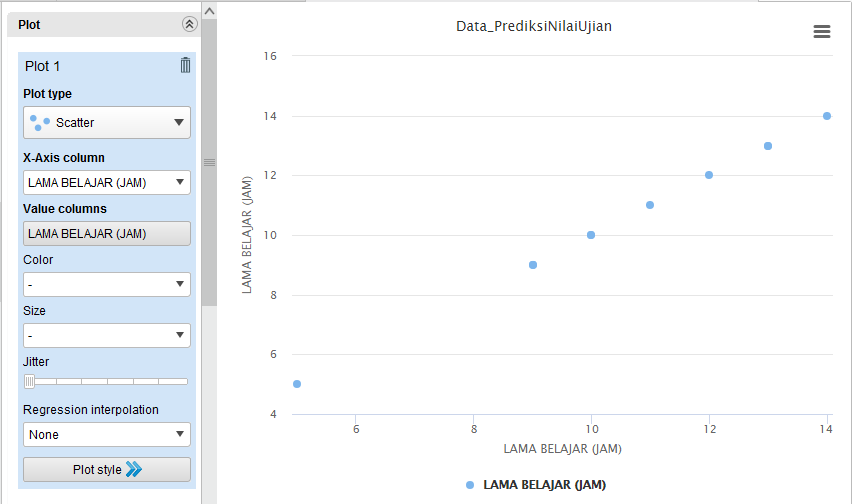 Plot
Plot 1
Plot type
Scatter
X-Axis column
LAMA BELAJAR (JAM)
Value columns
LAMA BELAJAR (JAM)
Color
-
Size
-
Jitter
Regression interpolation
None
Plot style
Data_PrediksiNilaiUjian
16
14
12
10
8
6
4
LAMA BELAJAR (JAM)
6 8 10 12 14
LAMA BELAJAR (JAM)
LAMA BELAJAR (JAM)